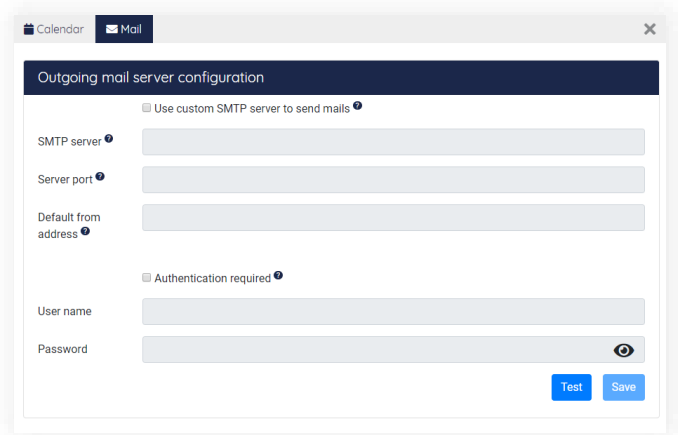 Calendar Mail
Outgoing mail server configuration
Use custom SMTP server to send mails ?
SMTP server ?
Server port ?
Default from
address ?
Authentication required ?
User name
Password
Test Save